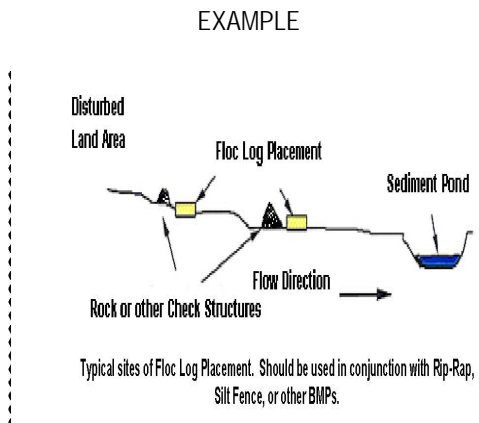 EXAMPLE
Disturbed
Land Area
Floc Log Placement
Sediment Pond
Flow Direction
Rock or other Check Structures
Typical sites of Floc Log Placement. Should be used in conjunction with Rip-Rap,
Silt Fence, or other BMPs.